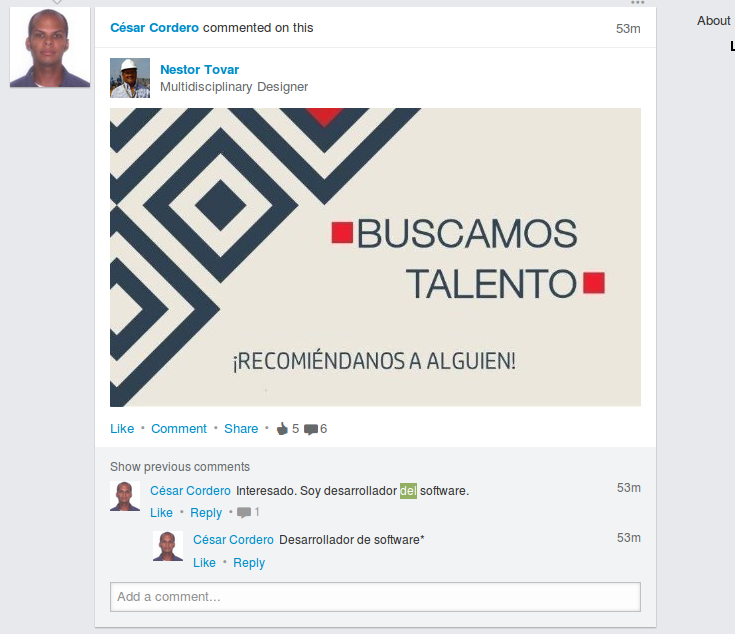 About
César Cordero commented on this 53m
Nestor Tovar
Multidisciplinary Designer
BUSCAMOS
TALENTO
¡RECOMIÉNDANOS A ALGUIEN!
Like • Comment • Share • 5 6
Show previous comments
César Cordero Interesado. Soy desarrollador del software. 53m
Like • Reply • 1
César Cordero Desarrollador de software* 53m
Like • Reply
Add a comment...